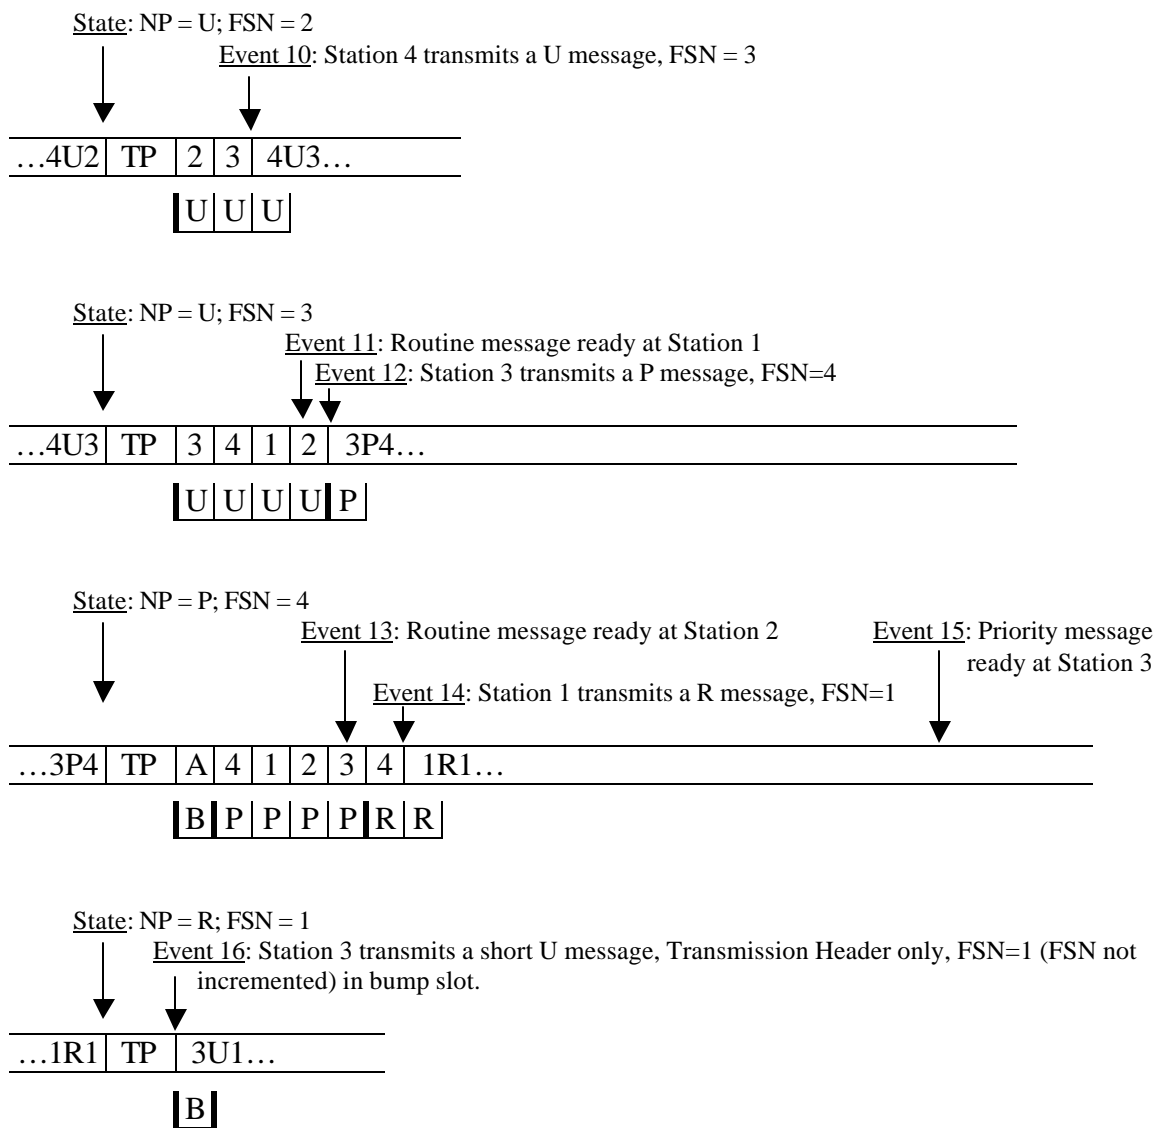 State: NP = U; FSN = 2
Event 10: Station 4 transmits a U message, FSN = 3
…4U2 TP 2 3 4U3…
U U U
State: NP = U; FSN = 3
Event 11: Routine message ready at Station 1
Event 12: Station 3 transmits a P message, FSN=4
…4U3 TP 3 4 1 2 3P4…
U U U U P
State: NP = P; FSN = 4
Event 13: Routine message ready at Station 2 Event 15: Priority message
ready at Station 3
Event 14: Station 1 transmits a R message, FSN=1
…3P4 TP A 4 1 2 3 4 1R1…
B P P P P R R
State: NP = R; FSN = 1
Event 16: Station 3 transmits a short U message, Transmission Header only, FSN=1 (FSN not
incremented) in bump slot.
…1R1 TP 3U1…
B